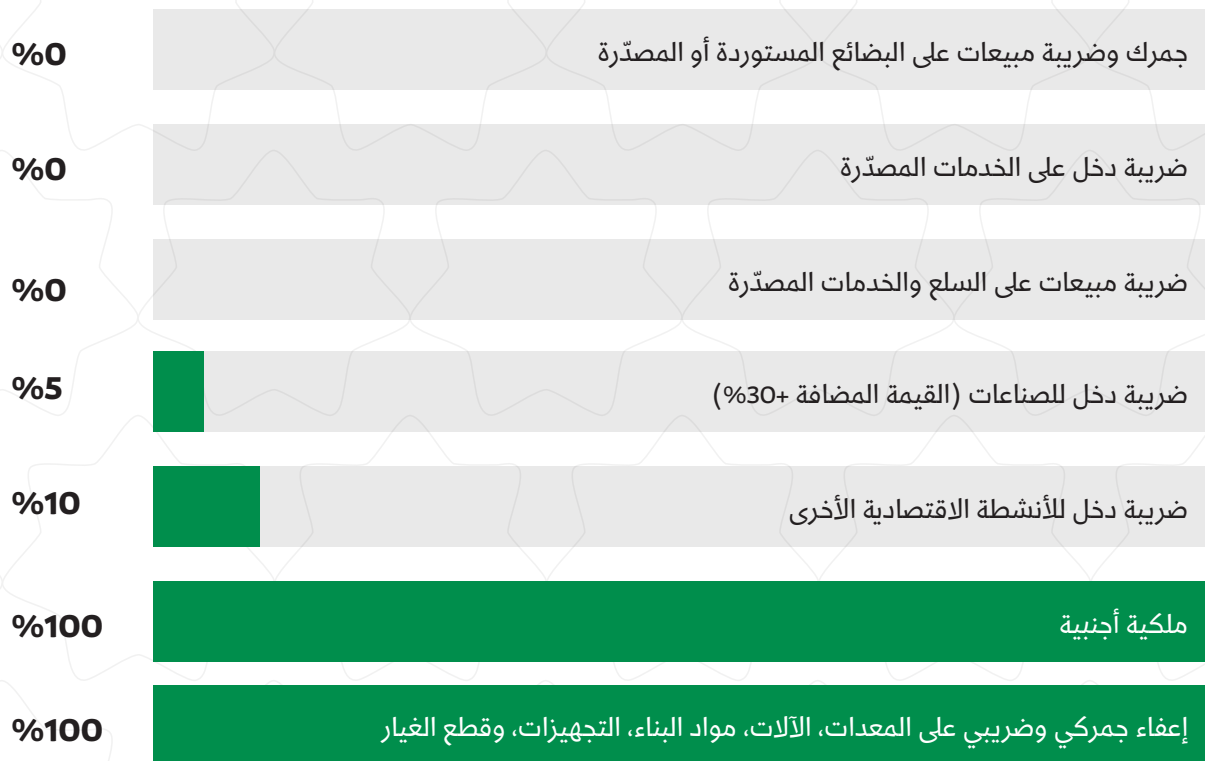 جمرك وضريبة مبيعات على البضائع المستوردة أو المصدّرة %0
ضريبة دخل على الخدمات المصدّرة %0
ضريبة مبيعات على السلع والخدمات المصدّرة %0
ضريبة دخل للصناعات (القيمة المضافة +30%) %5
ضريبة دخل للأنشطة الاقتصادية الأخرى %10
ملكية أجنبية %100
إعفاء جمركي وضريبي على المعدات، الآلات، مواد البناء، التجهيزات، وقطع الغيار %100